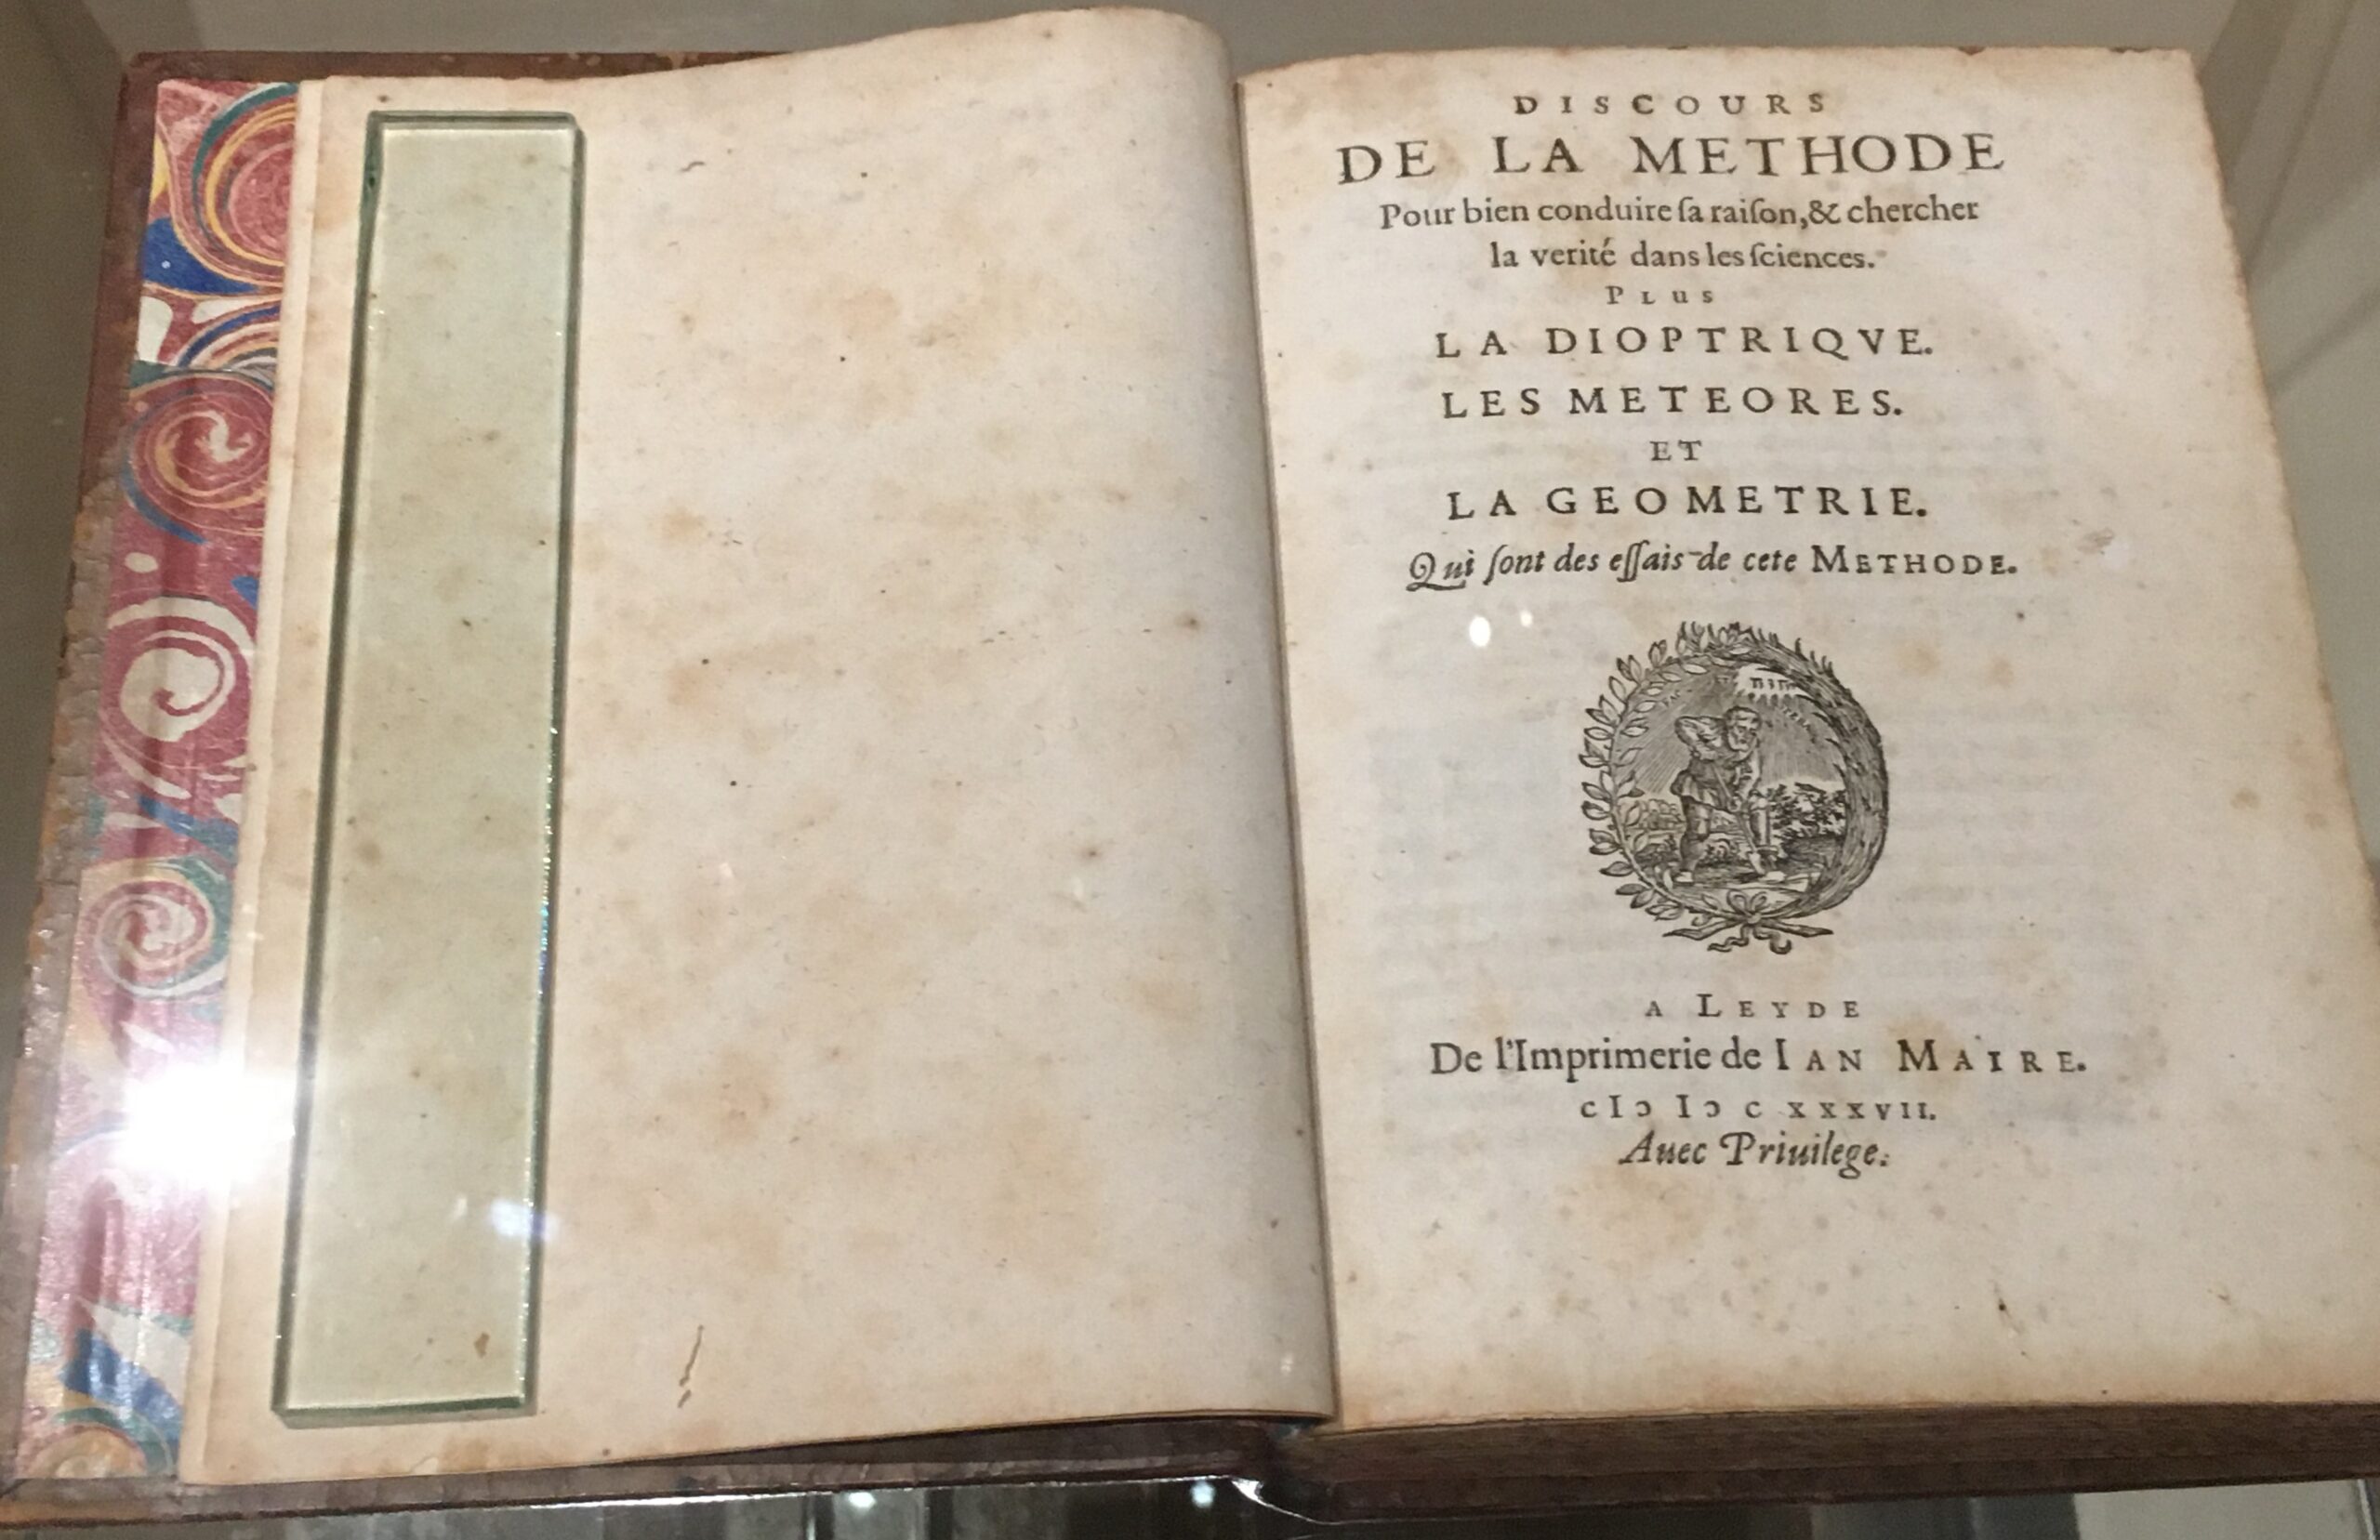 DISCOURS
DE LA METHODE
Pour bien conduire ſa raiſon, & chercher
la verité dans les ſciences.
PLUS
LA DIOPTRIQVE.
LES METEORES.
ET
LA GEOMETRIE.
Qui ſont des eſſais de cete METHODE.
A LEYDE
De l'Imprimerie de IAN MAIRE.
cIↄ Iↄ c xxxvii.
Auec Priuilege.